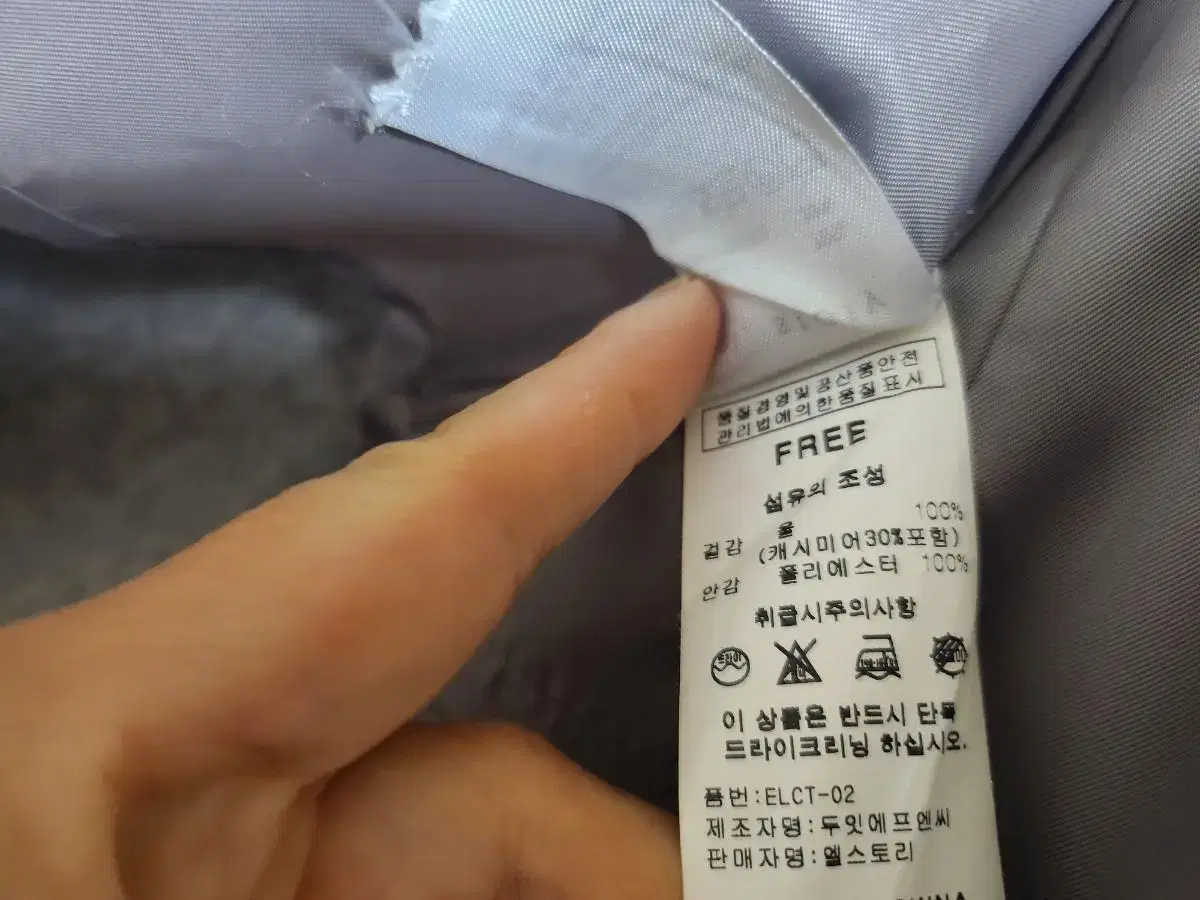 품질경영및 공산품안전
관리법에의한품질표시
FREE
섬유의 조성
겉감 울 100%
(캐시미어30%포함)
안감 폴리에스터 100%
취급시주의사항
드라이
이 상품은 반드시 단독
드라이크리닝 하십시오.
품번:ELCT-02
제조자명:두잇에프엔씨
판매자명:엘스토리